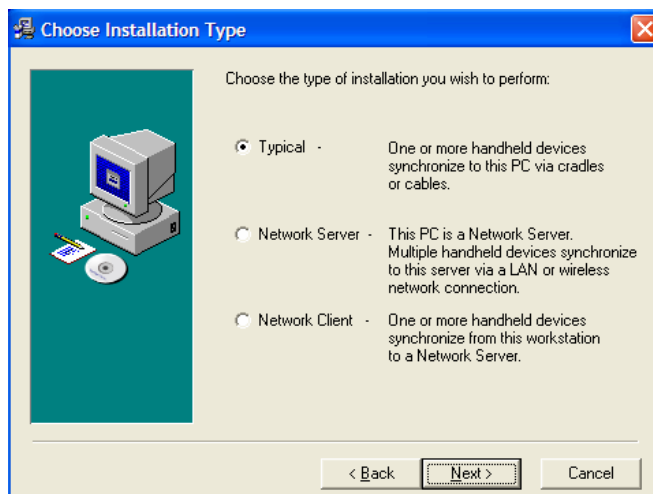 Choose Installation Type
Choose the type of installation you wish to perform:
Typical - One or more handheld devices
synchronize to this PC via cradles
or cables.
Network Server - This PC is a Network Server.
Multiple handheld devices synchronize
to this server via a LAN or wireless
network connection.
Network Client - One or more handheld devices
synchronize from this workstation
to a Network Server.
< Back Next > Cancel